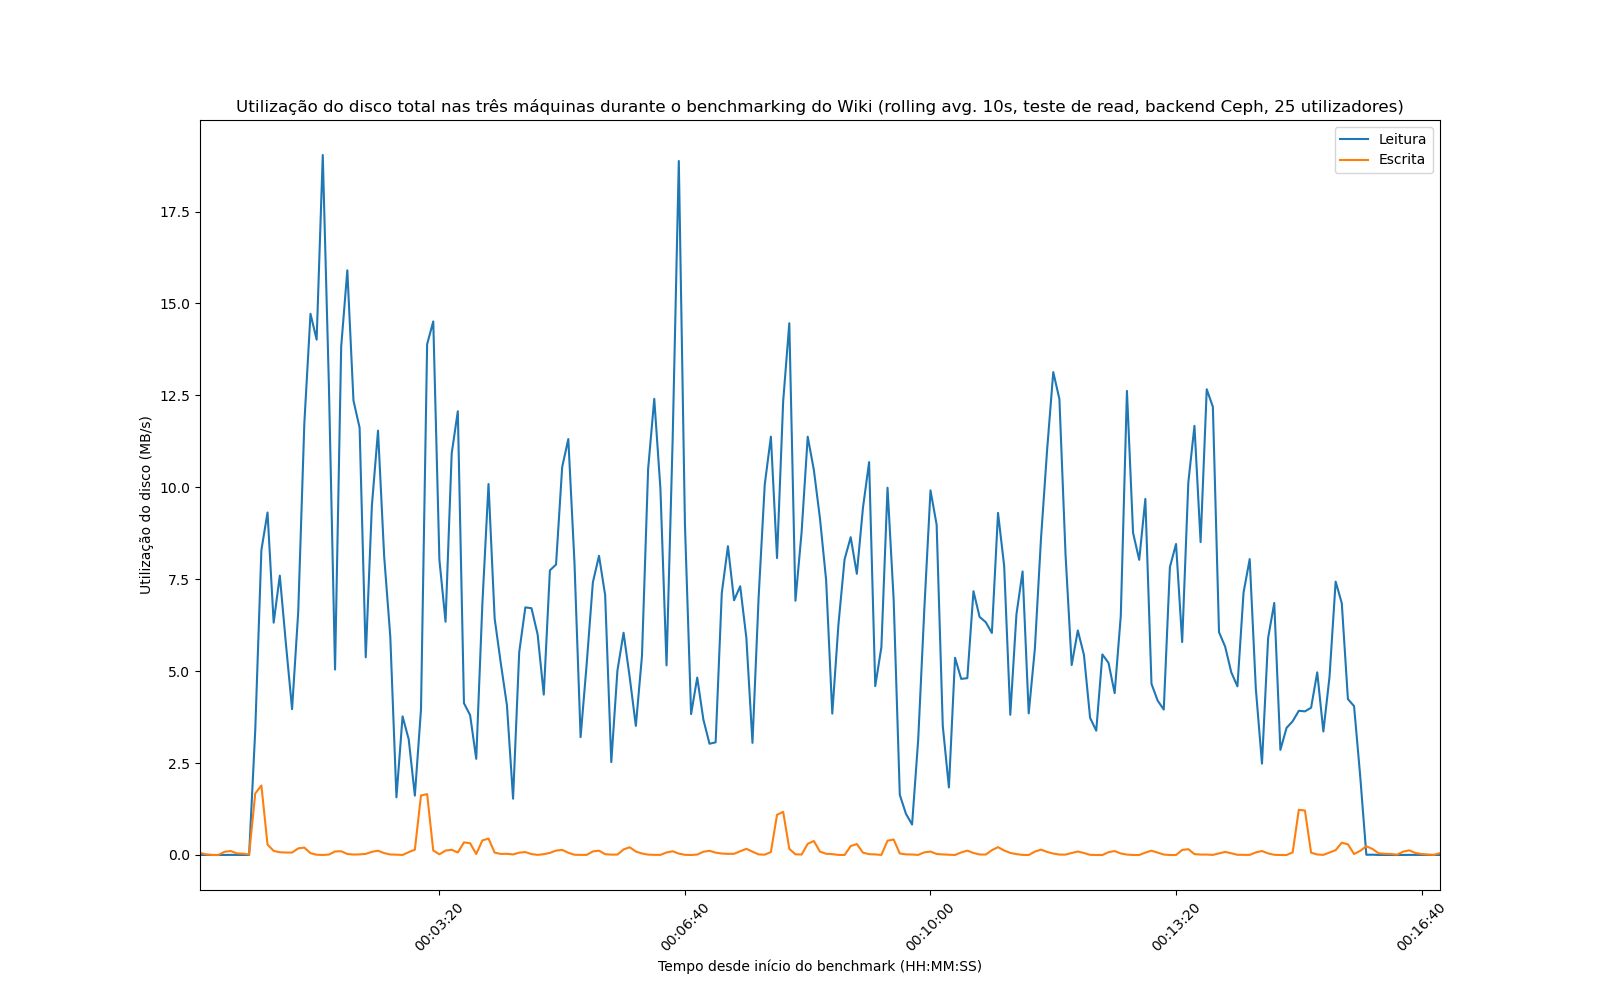 Utilização do disco total nas três máquinas durante o benchmarking do Wiki (rolling avg. 10s, teste de read, backend Ceph, 25 utilizadores)
Leitura
Escrita
17.5
15.0
12.5
10.0
7.5
5.0
2.5
0.0
Utilização do disco (MB/s)
00:03:20
00:06:40
00:10:00
00:13:20
00:16:40
Tempo desde início do benchmark (HH:MM:SS)